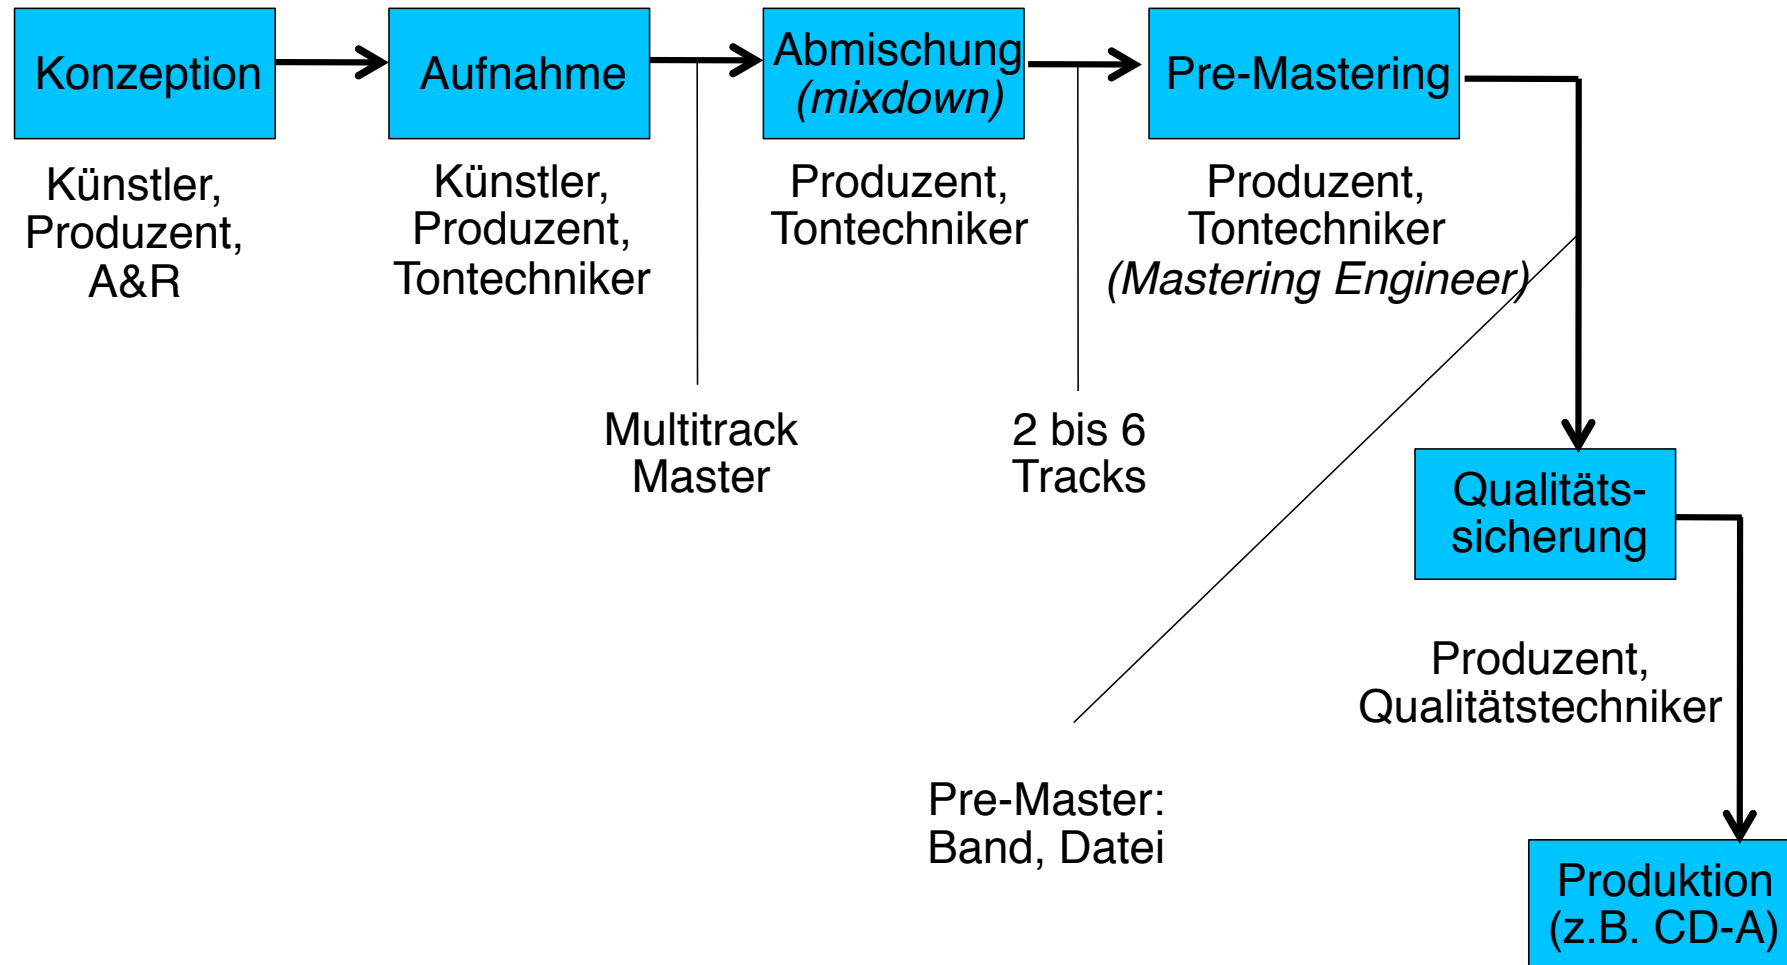 Konzeption
Künstler,
Produzent,
A&R
Aufnahme
Künstler,
Produzent,
Tontechniker
Multitrack
Master
Abmischung
(mixdown)
Produzent,
Tontechniker
2 bis 6
Tracks
Pre-Mastering
Produzent,
Tontechniker
(Mastering Engineer)
Pre-Master:
Band, Datei
Qualitäts-
sicherung
Produzent,
Qualitätstechniker
Produktion
(z.B. CD-A)